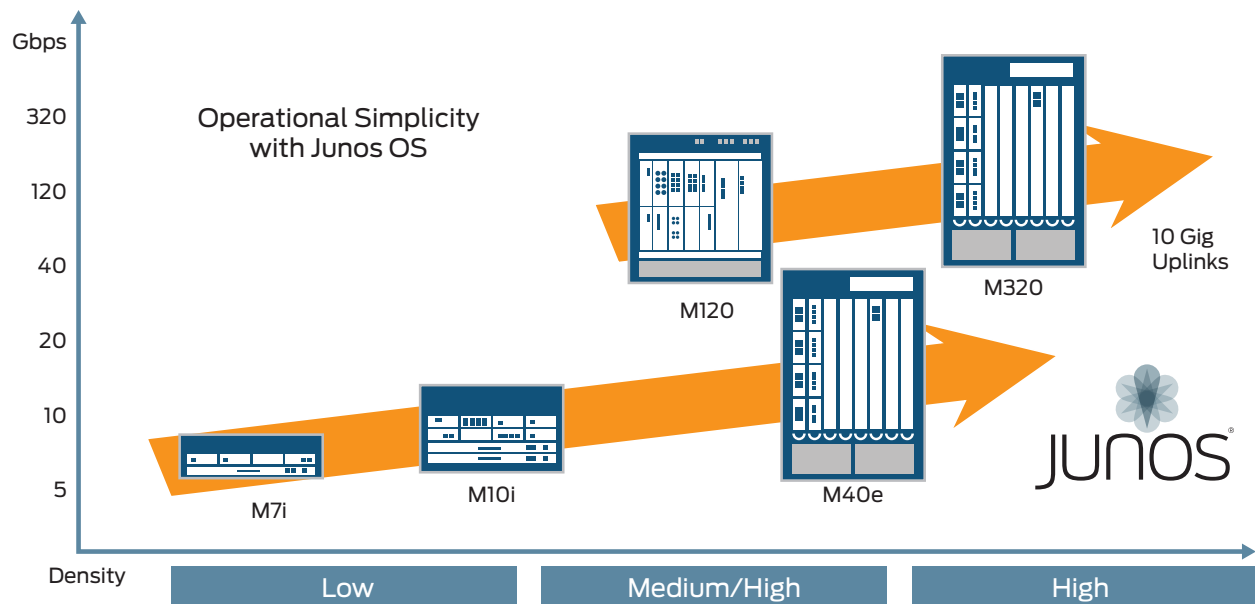 Gbps
320
120
40
20
10
5
Operational Simplicity
with Junos OS
M120
M320
10 Gig
Uplinks
M7i
M10i
M40e
JUNOS®
Density
Low
Medium/High
High